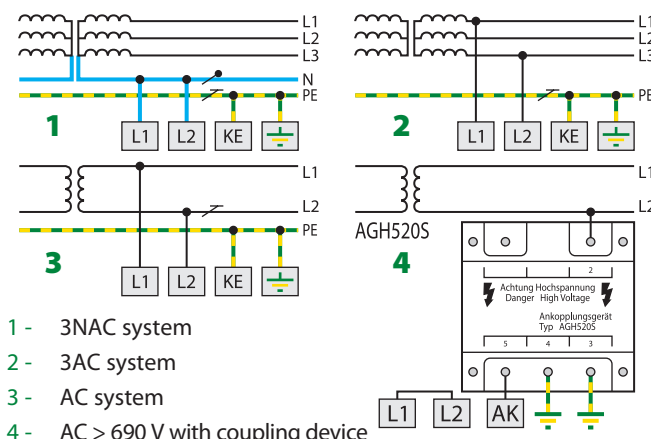 L1
L2
L3
N
PE
1
L1 L2 KE
L1
L2
L3
PE
2
L1 L2 KE
L1
L2
PE
3
L1 L2 KE
L1
L2
AGH520S
4
2
Achtung Hochspannung
Danger High Voltage
Ankopplungsgerät
Typ AGH520S
5 4 3
L1 L2 AK
1 - 3NAC system
2 - 3AC system
3 - AC system
4 - AC > 690 V with coupling device